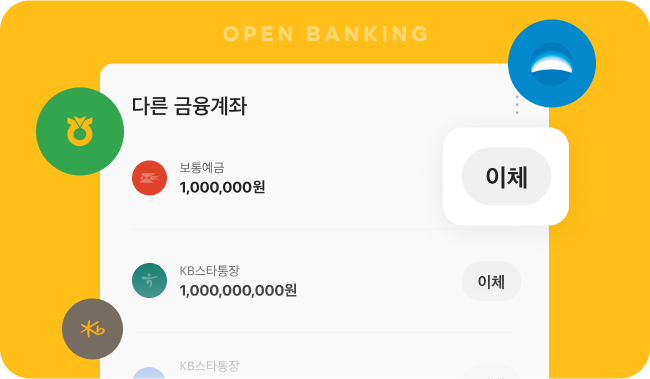 OPEN BANKING
다른 금융계좌
보통예금
1,000,000원
이체
KB스타통장
1,000,000,000원
이체
KB스타통장